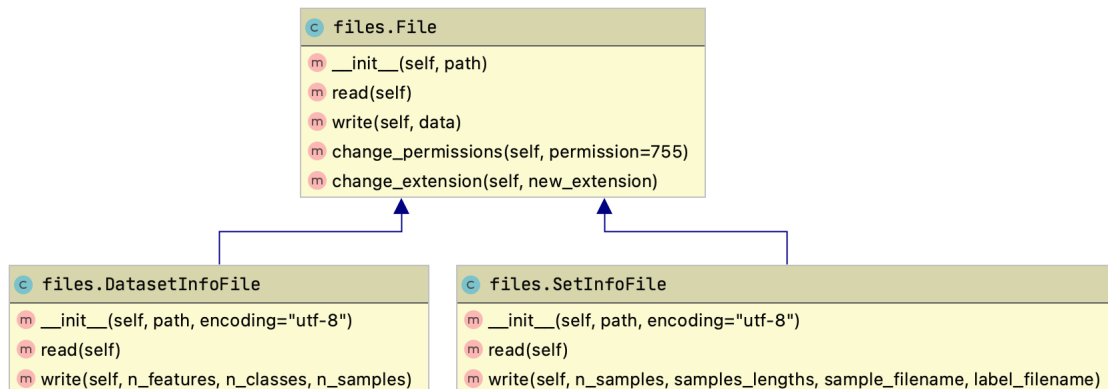 C files.File
m __init__(self, path)
m read(self)
m write(self, data)
m change_permissions(self, permission=755)
m change_extension(self, new_extension)
C files.DatasetInfoFile
m __init__(self, path, encoding="utf-8")
m read(self)
m write(self, n_features, n_classes, n_samples)
C files.SetInfoFile
m __init__(self, path, encoding="utf-8")
m read(self)
m write(self, n_samples, samples_lengths, sample_filename, label_filename)